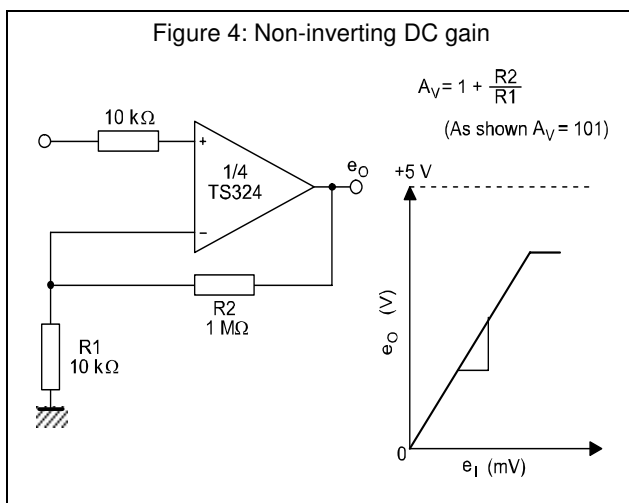 Figure 4: Non-inverting DC gain
A_V = 1 + R2/R1
(As shown A_V = 101)
10 kΩ
+
1/4
TS324
-
e_O
R2
1 MΩ
R1
10 kΩ
+5 V
e_O (V)
0
e_I (mV)